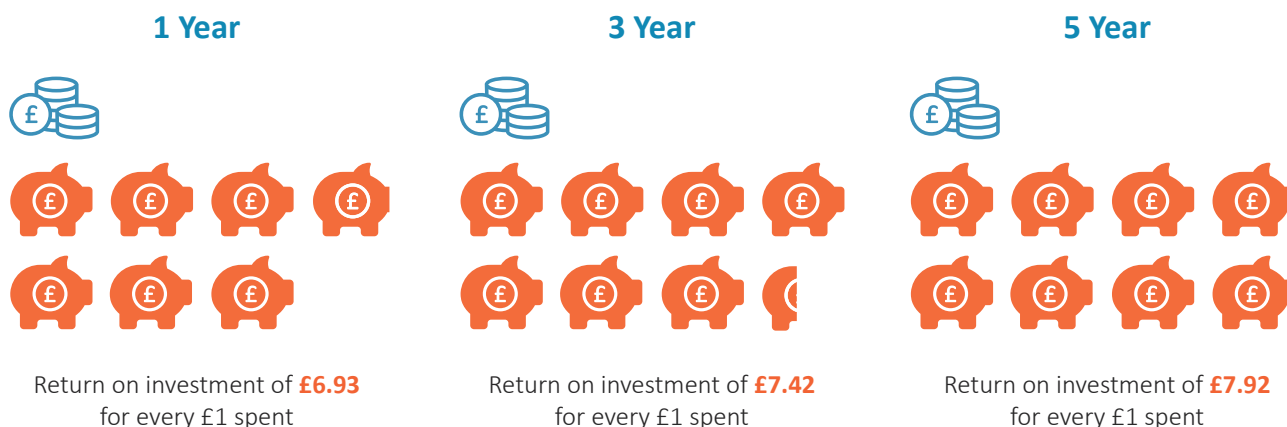 1 Year
£
£ £ £ £
£ £ £
Return on investment of £6.93
for every £1 spent
3 Year
£
£ £ £ £
£ £ £ £
Return on investment of £7.42
for every £1 spent
5 Year
£
£ £ £ £
£ £ £ £
Return on investment of £7.92
for every £1 spent